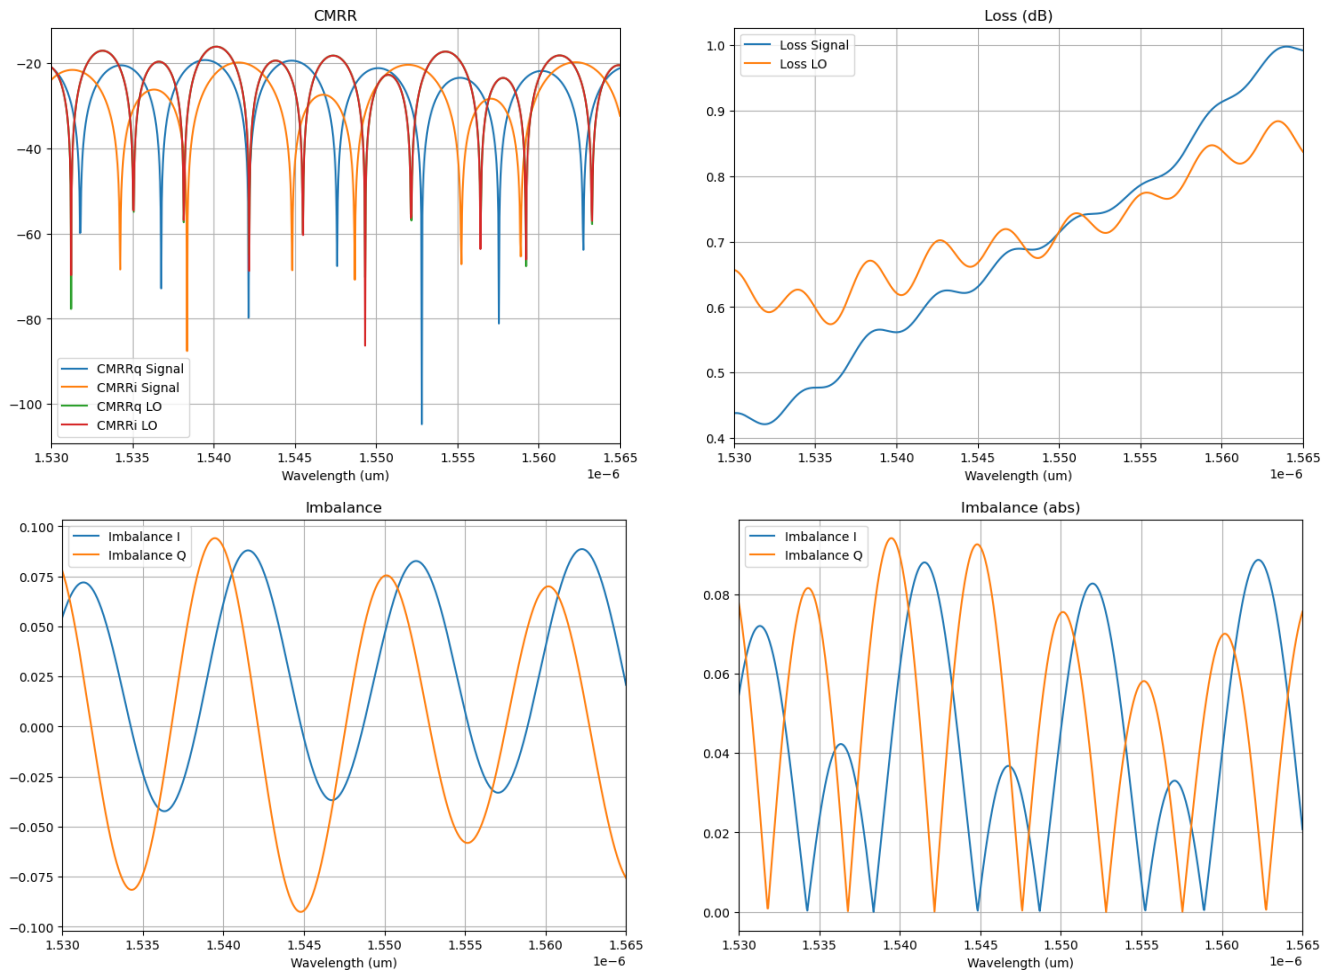 CMRR
−20
−40
−60
−80
−100
CMRRq Signal
CMRRi Signal
CMRRq LO
CMRRi LO
1.530 1.535 1.540 1.545 1.550 1.555 1.560 1.565
Wavelength (um)
1e−6
Loss (dB)
Loss Signal
Loss LO
1.0
0.9
0.8
0.7
0.6
0.5
0.4
1.530 1.535 1.540 1.545 1.550 1.555 1.560 1.565
Wavelength (um)
1e−6
Imbalance
Imbalance I
Imbalance Q
0.100
0.075
0.050
0.025
0.000
−0.025
−0.050
−0.075
−0.100
1.530 1.535 1.540 1.545 1.550 1.555 1.560 1.565
Wavelength (um)
1e−6
Imbalance (abs)
Imbalance I
Imbalance Q
0.08
0.06
0.04
0.02
0.00
1.530 1.535 1.540 1.545 1.550 1.555 1.560 1.565
Wavelength (um)
1e−6